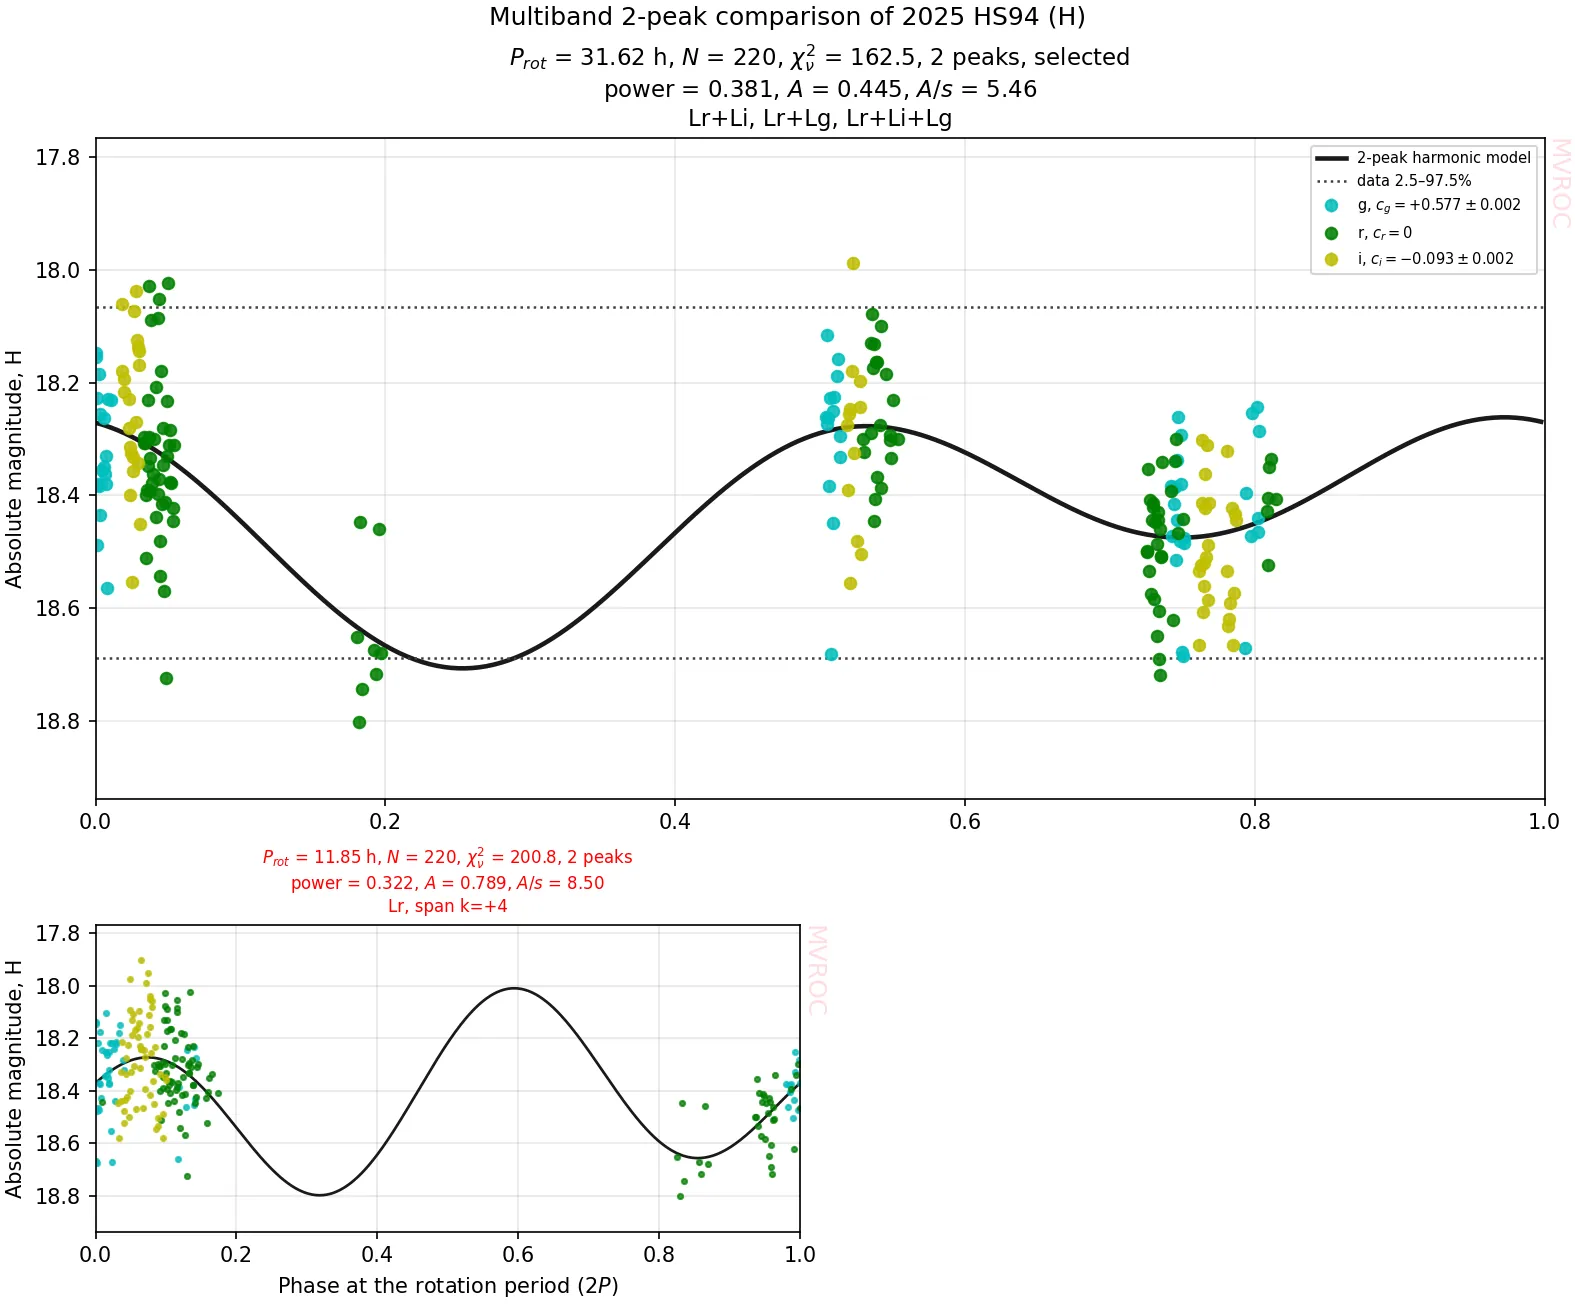 Multiband 2-peak comparison of 2025 HS94 (H)
P_rot = 31.62 h, N = 220, χ²_ν = 162.5, 2 peaks, selected
power = 0.381, A = 0.445, A/s = 5.46
Lr+Li, Lr+Lg, Lr+Li+Lg
2-peak harmonic model
data 2.5–97.5%
g, c_g = +0.577 ± 0.002
r, c_r = 0
i, c_i = −0.093 ± 0.002
MVROC
Absolute magnitude, H
17.8
18.0
18.2
18.4
18.6
18.8
0.0 0.2 0.4 0.6 0.8 1.0
P_rot = 11.85 h, N = 220, χ²_ν = 200.8, 2 peaks
power = 0.322, A = 0.789, A/s = 8.50
Lr, span k=+4
MVROC
Absolute magnitude, H
17.8
18.0
18.2
18.4
18.6
18.8
0.0 0.2 0.4 0.6 0.8 1.0
Phase at the rotation period (2P)